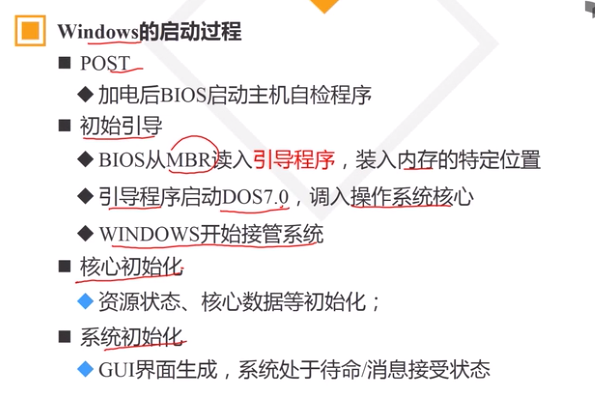 Windows的启动过程
POST
加电后BIOS启动主机自检程序
初始引导
BIOS从MBR读入引导程序，装入内存的特定位置
引导程序启动DOS7.0，调入操作系统核心
WINDOWS开始接管系统
核心初始化
资源状态、核心数据等初始化；
系统初始化
GUI界面生成，系统处于待命/消息接受状态